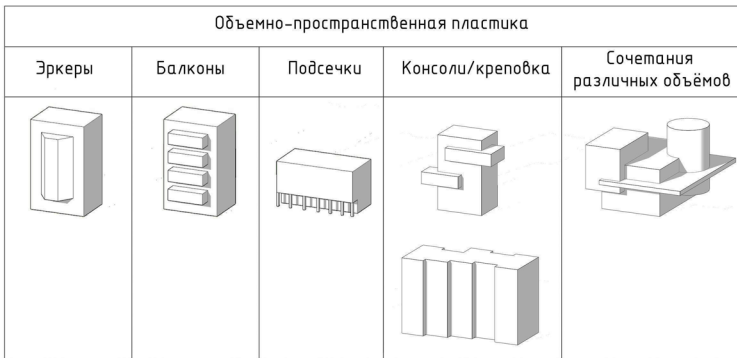 Объемно-пространственная пластика
Эркеры
Балконы
Подсечки
Консоли/креповка
Сочетания
различных объёмов